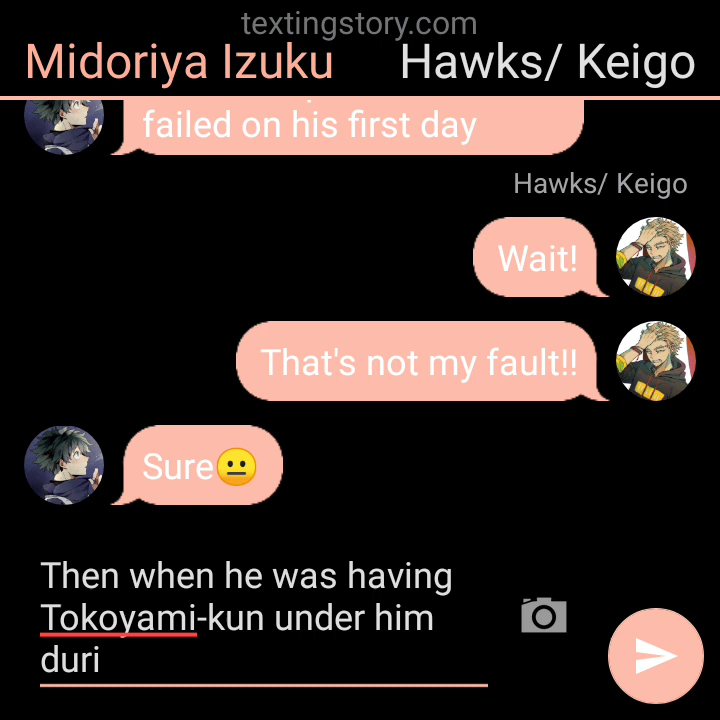 textingstory.com
Midoriya Izuku Hawks/ Keigo
failed on his first day
Hawks/ Keigo
Wait!
That's not my fault!!
Sure😐
Then when he was having
Tokoyami-kun under him
duri